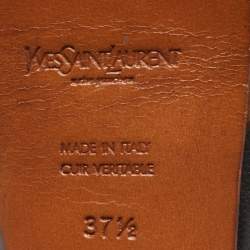 YVESSAINTLAURENT
MADE IN ITALY
CUIR VERITABLE
37½